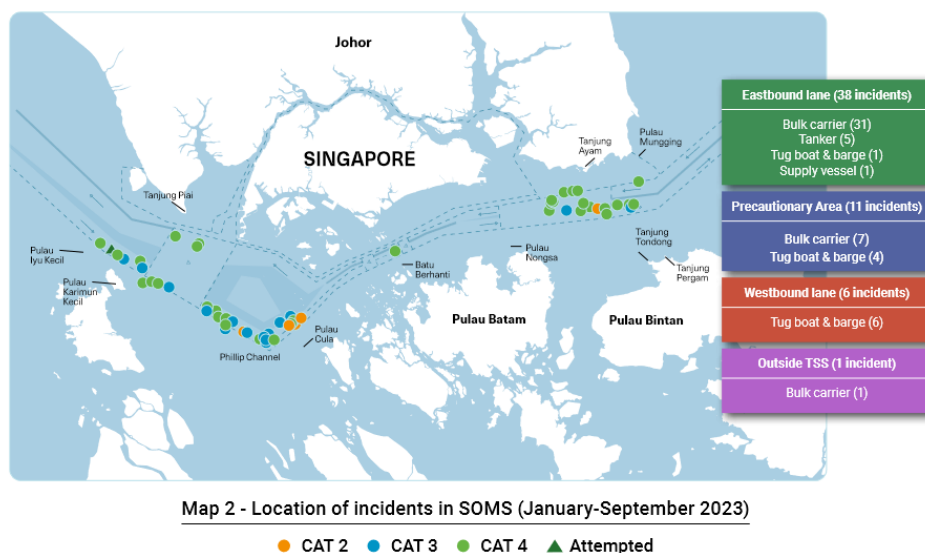 Johor
Eastbound lane (38 incidents)
Bulk carrier (31)
Tanker (5)
Tug boat & barge (1)
Supply vessel (1)
Tanjung
Ayam
Pulau
Mungging
SINGAPORE
Tanjung Piai
Precautionary Area (11 incidents)
Bulk carrier (7)
Tug boat & barge (4)
Pulau
Iyu Kecil
Pulau
Karimun
Kecil
Batu
Berhanti
Pulau
Nongsa
Tanjung
Tondong
Tanjung
Pergam
Westbound lane (6 incidents)
Tug boat & barge (6)
Pulau Batam
Pulau Bintan
Pulau
Cula
Phillip Channel
Outside TSS (1 incident)
Bulk carrier (1)
Map 2 - Location of incidents in SOMS (January-September 2023)
CAT 2 CAT 3 CAT 4 Attempted